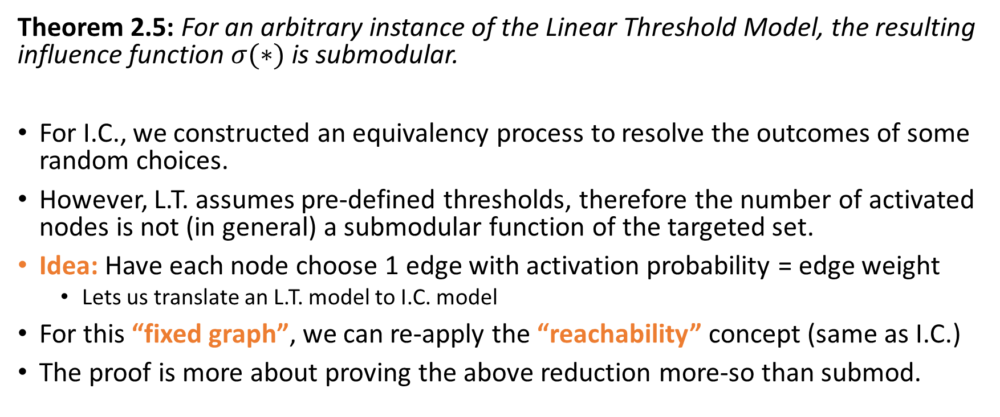 Theorem 2.5: For an arbitrary instance of the Linear Threshold Model, the resulting
influence function σ(∗) is submodular.
• For I.C., we constructed an equivalency process to resolve the outcomes of some
random choices.
• However, L.T. assumes pre-defined thresholds, therefore the number of activated
nodes is not (in general) a submodular function of the targeted set.
• Idea: Have each node choose 1 edge with activation probability = edge weight
• Lets us translate an L.T. model to I.C. model
• For this “fixed graph”, we can re-apply the “reachability” concept (same as I.C.)
• The proof is more about proving the above reduction more-so than submod.